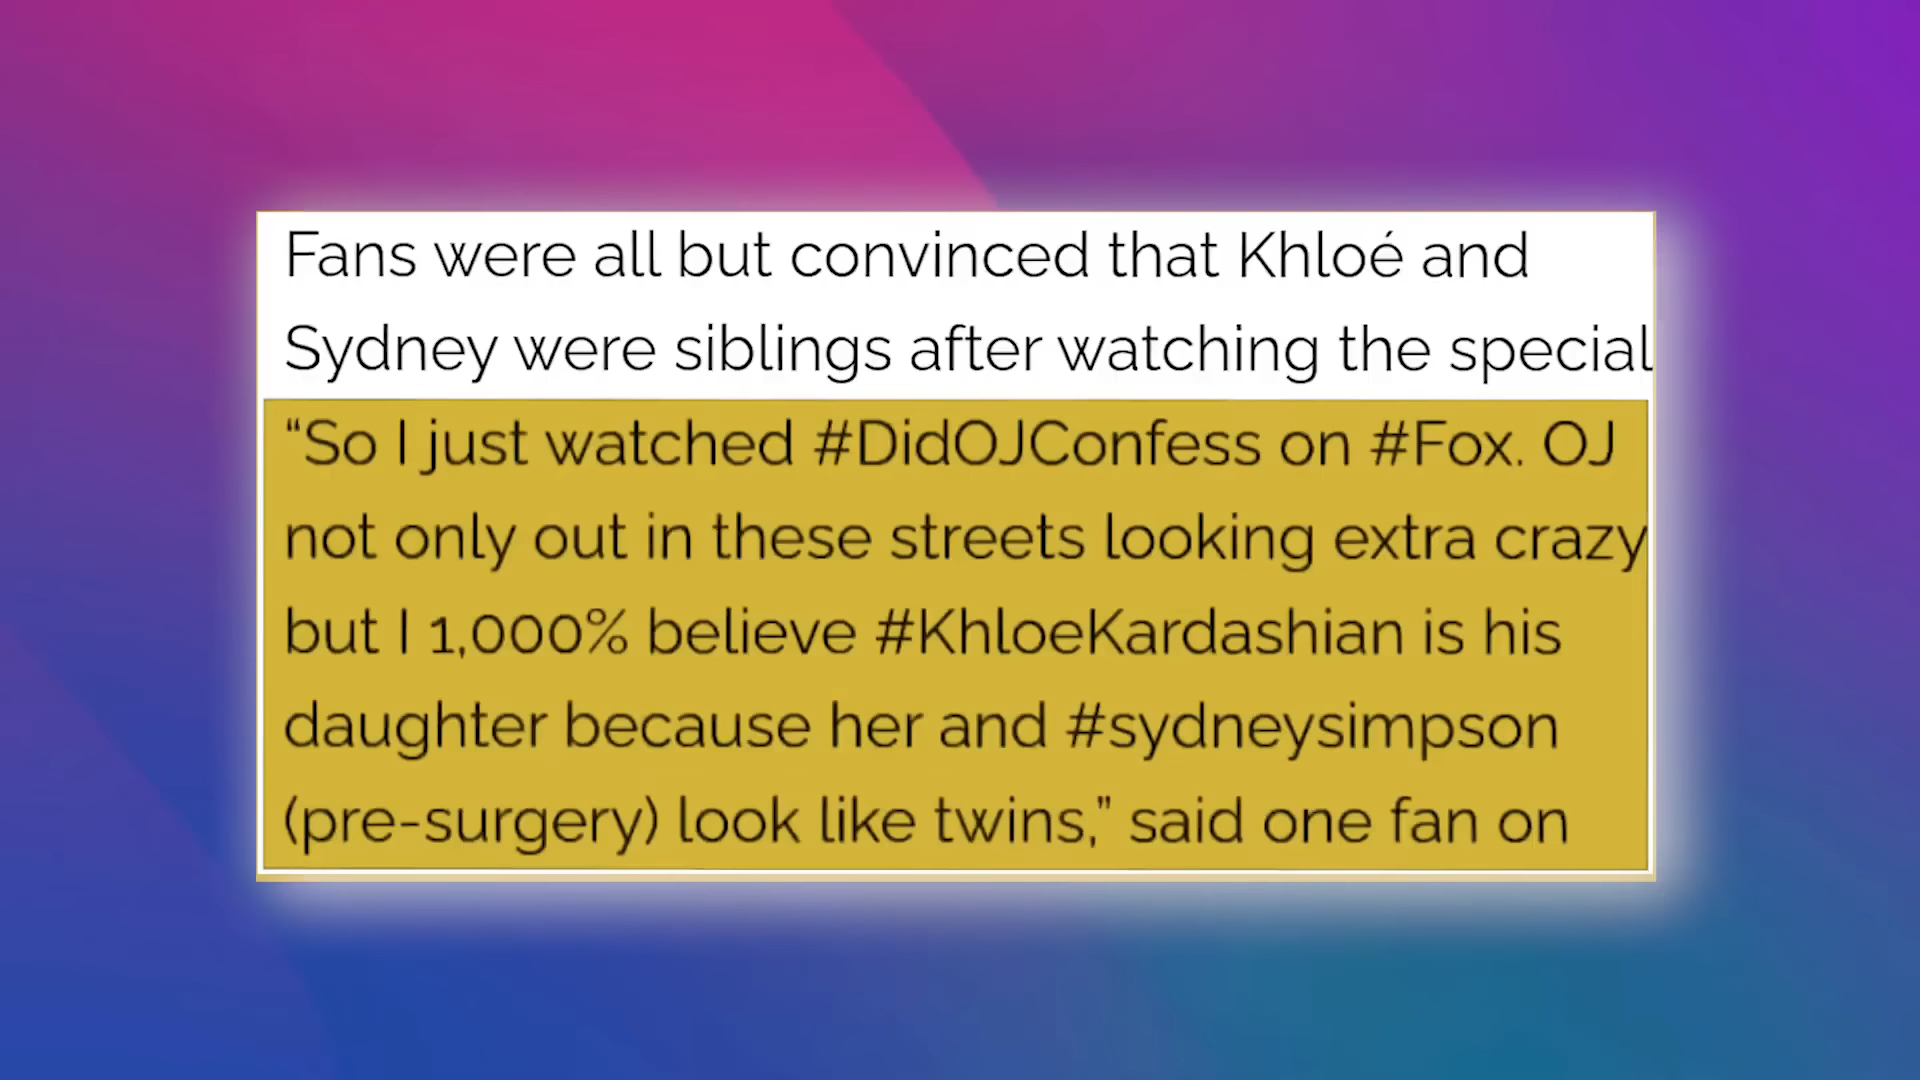 Fans were all but convinced that Khloé and
Sydney were siblings after watching the special
“So I just watched #DidOJConfess on #Fox. OJ
not only out in these streets looking extra crazy
but I 1,000% believe #KhloeKardashian is his
daughter because her and #sydneysimpson
(pre-surgery) look like twins,” said one fan on